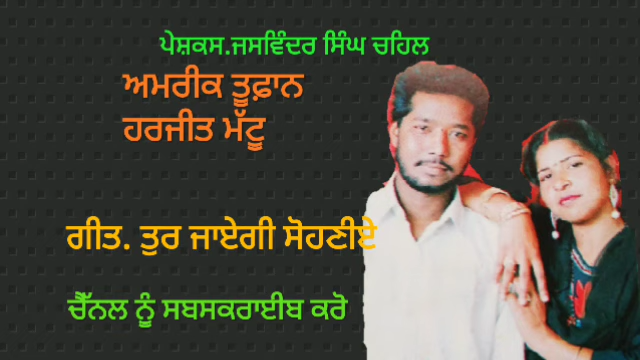 ਪੇਸ਼ਕਸ.ਜਸਵਿੰਦਰ ਸਿੰਘ ਚਹਿਲ
ਅਮਰੀਕ ਤੂਫ਼ਾਨ
ਹਰਜੀਤ ਮੱਟੂ
ਗੀਤ. ਤੁਰ ਜਾਏਗੀ ਸੋਹਣੀਏ
ਚੈੱਨਲ ਨੂੰ ਸਬਸਕਰਾਈਬ ਕਰੋ